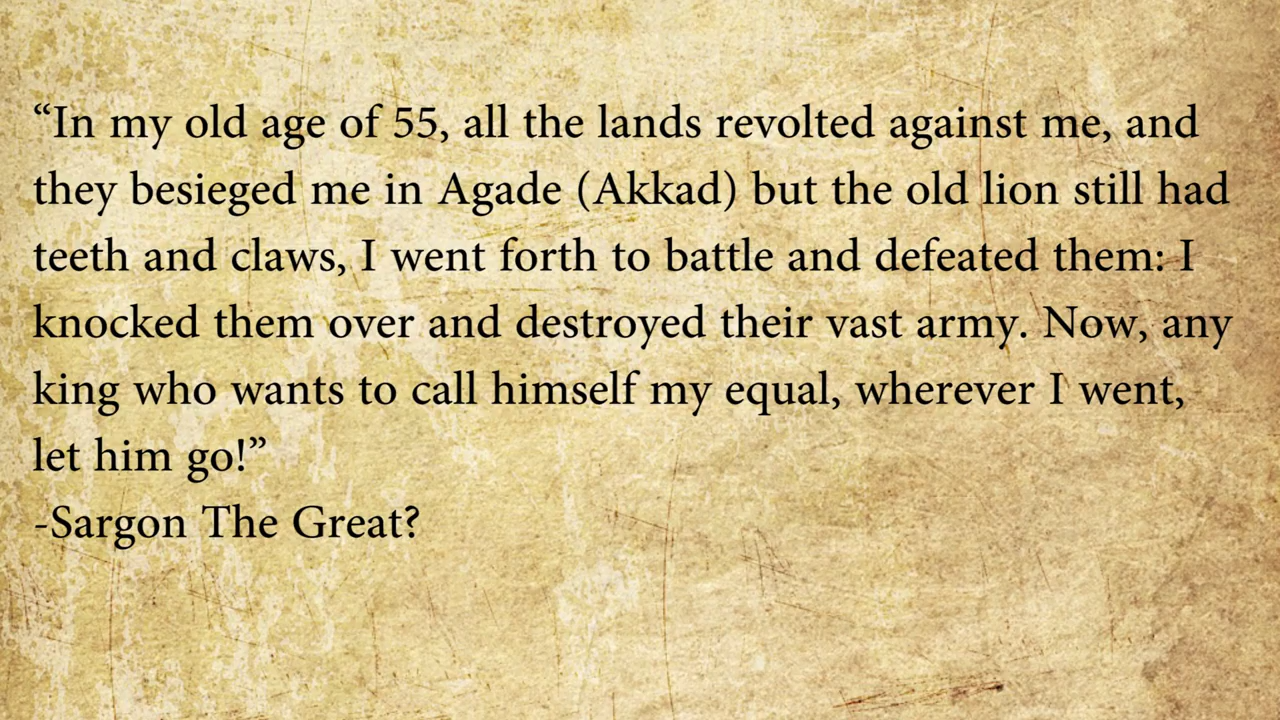 “In my old age of 55, all the lands revolted against me, and
they besieged me in Agade (Akkad) but the old lion still had
teeth and claws, I went forth to battle and defeated them: I
knocked them over and destroyed their vast army. Now, any
king who wants to call himself my equal, wherever I went,
let him go!”
-Sargon The Great?